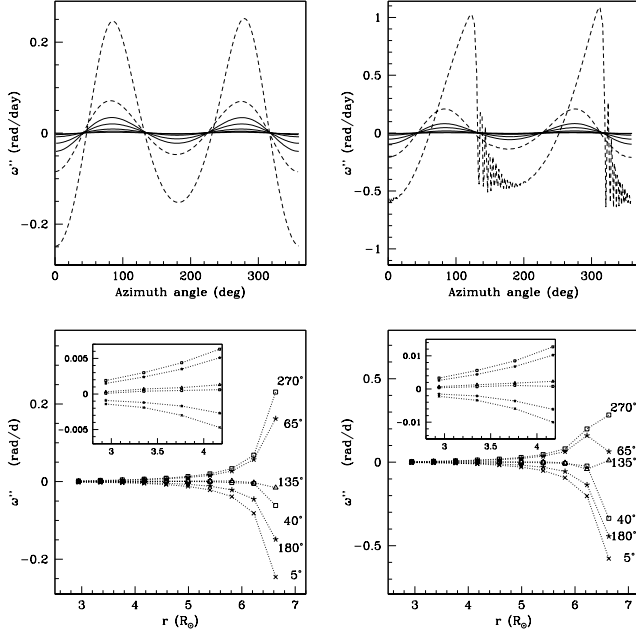 0.2
0
−0.2
ω'' (rad/day)
0 100 200 300
Azimuth angle (deg)
1
0.5
0
−0.5
−1
ω'' (rad/day)
0 100 200 300
Azimuth angle (deg)
0.2
0
−0.2
ω'' (rad/d)
0.005
0.000
−0.005
3 3.5 4
270°
65°
135°
40°
180°
5°
3 4 5 6 7
r (R⊙)
0.5
0
−0.5
ω'' (rad/d)
0.01
0.00
−0.01
3 3.5 4
270°
65°
135°
40°
180°
5°
3 4 5 6 7
r (R⊙)